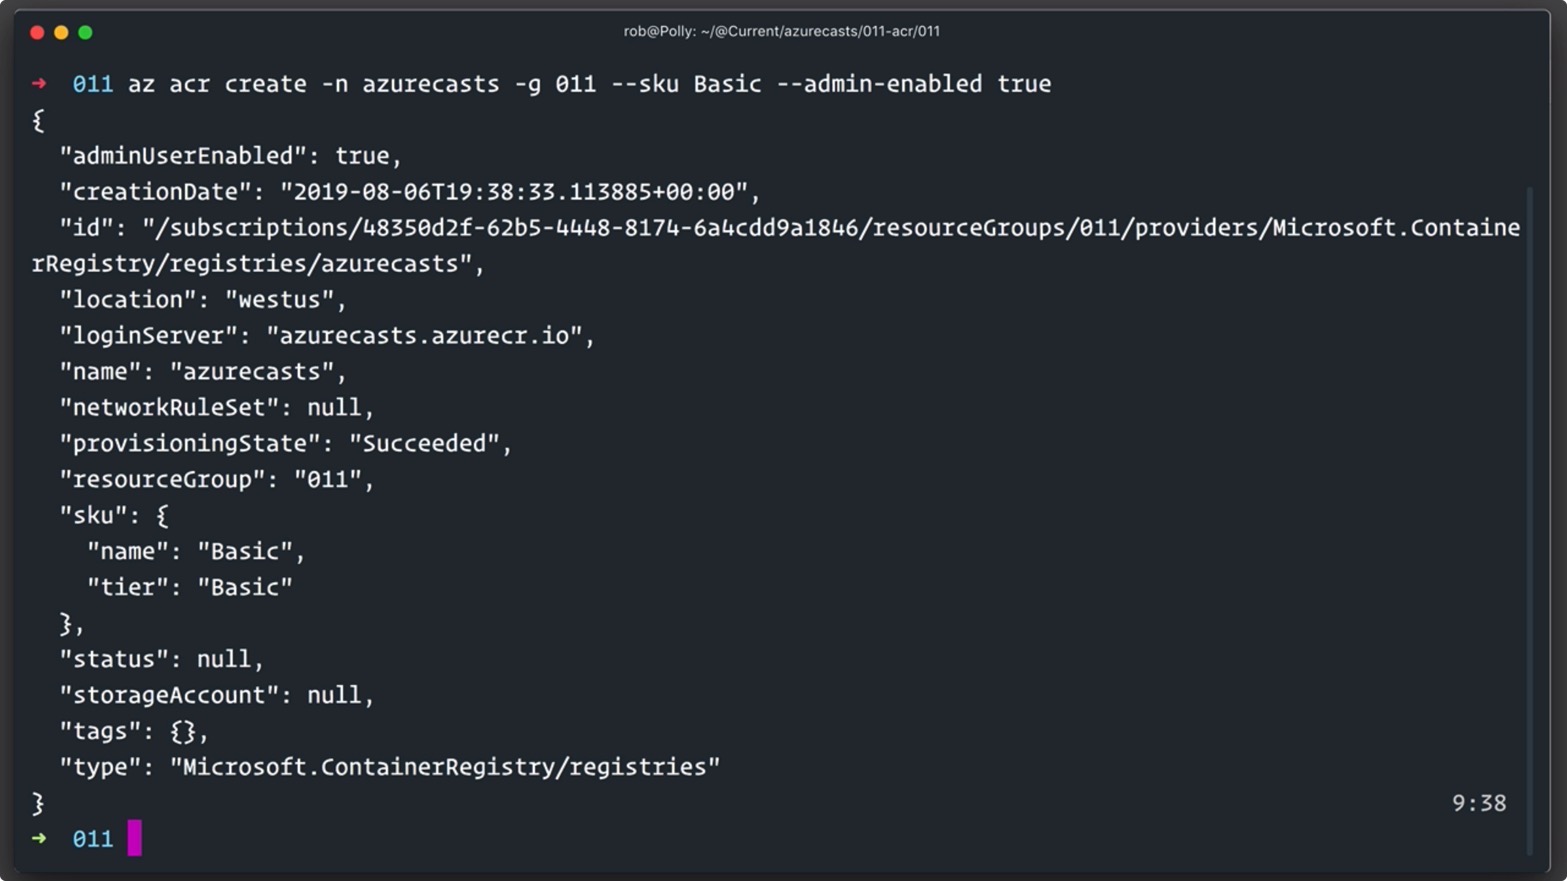 rob@Polly: ~/@Current/azurecasts/011-acr/011
➜ 011 az acr create -n azurecasts -g 011 --sku Basic --admin-enabled true
{
  "adminUserEnabled": true,
  "creationDate": "2019-08-06T19:38:33.113885+00:00",
  "id": "/subscriptions/48350d2f-62b5-4448-8174-6a4cdd9a1846/resourceGroups/011/providers/Microsoft.Containe
rRegistry/registries/azurecasts",
  "location": "westus",
  "loginServer": "azurecasts.azurecr.io",
  "name": "azurecasts",
  "networkRuleSet": null,
  "provisioningState": "Succeeded",
  "resourceGroup": "011",
  "sku": {
    "name": "Basic",
    "tier": "Basic"
  },
  "status": null,
  "storageAccount": null,
  "tags": {},
  "type": "Microsoft.ContainerRegistry/registries"
}
9:38
➜ 011